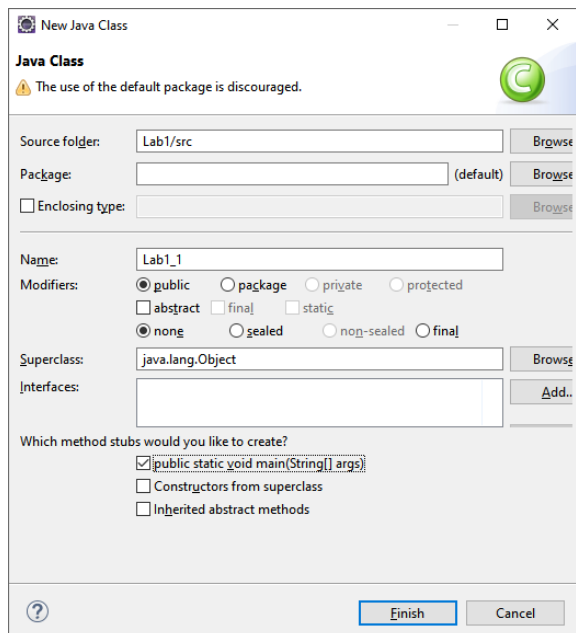 New Java Class
Java Class
The use of the default package is discouraged.
Source folder: Lab1/src Browse
Package: (default) Browse
Enclosing type: Browse
Name: Lab1_1
Modifiers: public package private protected
abstract final static
none sealed non-sealed final
Superclass: java.lang.Object Browse
Interfaces: Add..
Which method stubs would you like to create?
public static void main(String[] args)
Constructors from superclass
Inherited abstract methods
? Finish Cancel